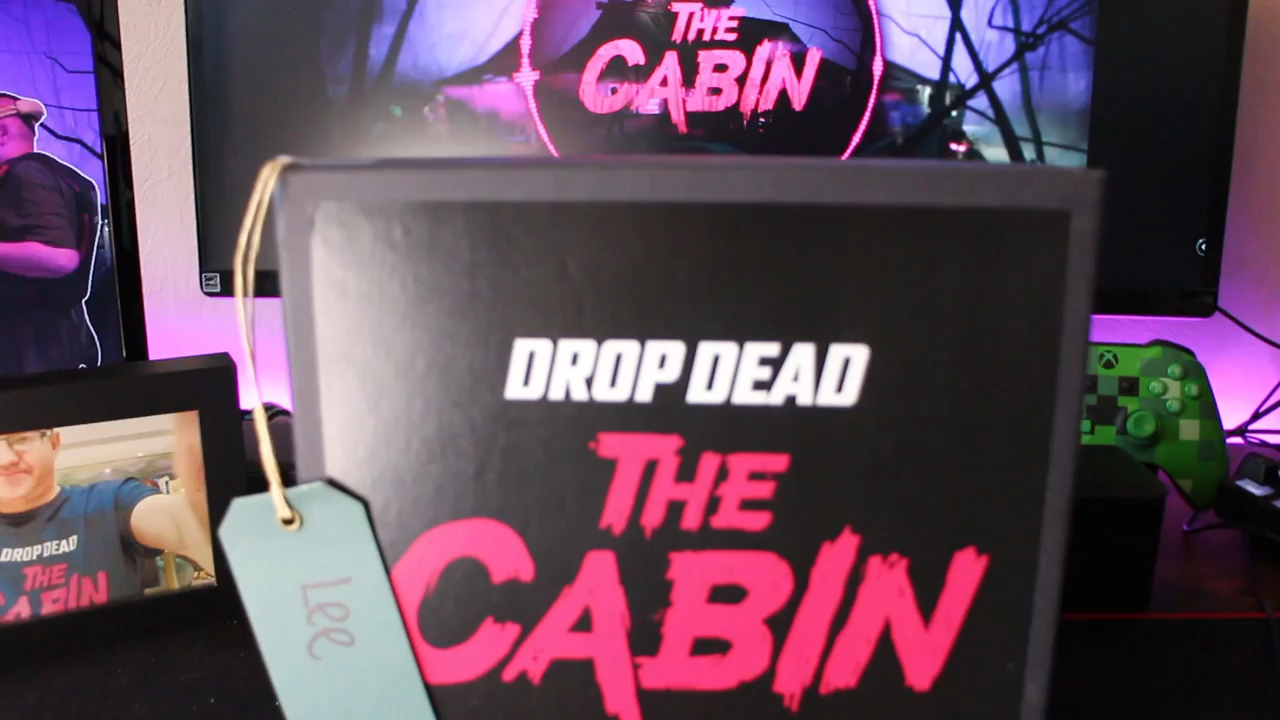 THE
CABIN
DROP DEAD
THE
CABIN
Lee
DROP DEAD
THE
CABIN